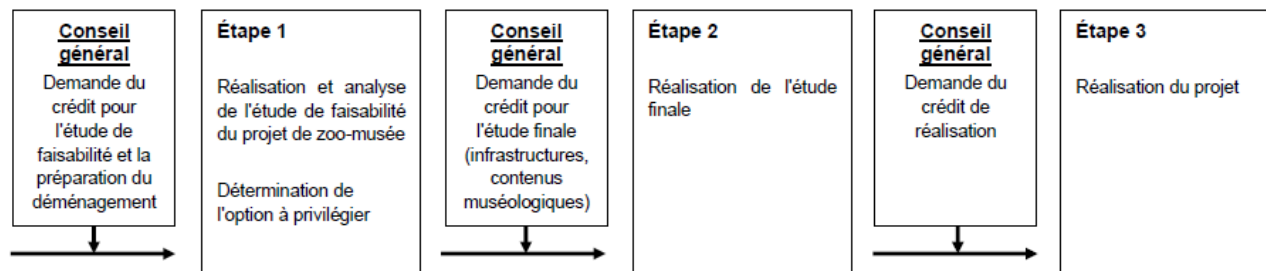 Conseil
général
Demande du
crédit pour
l'étude de
faisabilité et la
préparation du
déménagement
Étape 1
Réalisation et analyse
de l'étude de faisabilité
du projet de zoo-musée
Détermination de
l'option à privilégier
Conseil
général
Demande du
crédit pour
l'étude finale
(infrastructures,
contenus
muséologiques)
Étape 2
Réalisation de l'étude
finale
Conseil
général
Demande du
crédit de
réalisation
Étape 3
Réalisation du projet